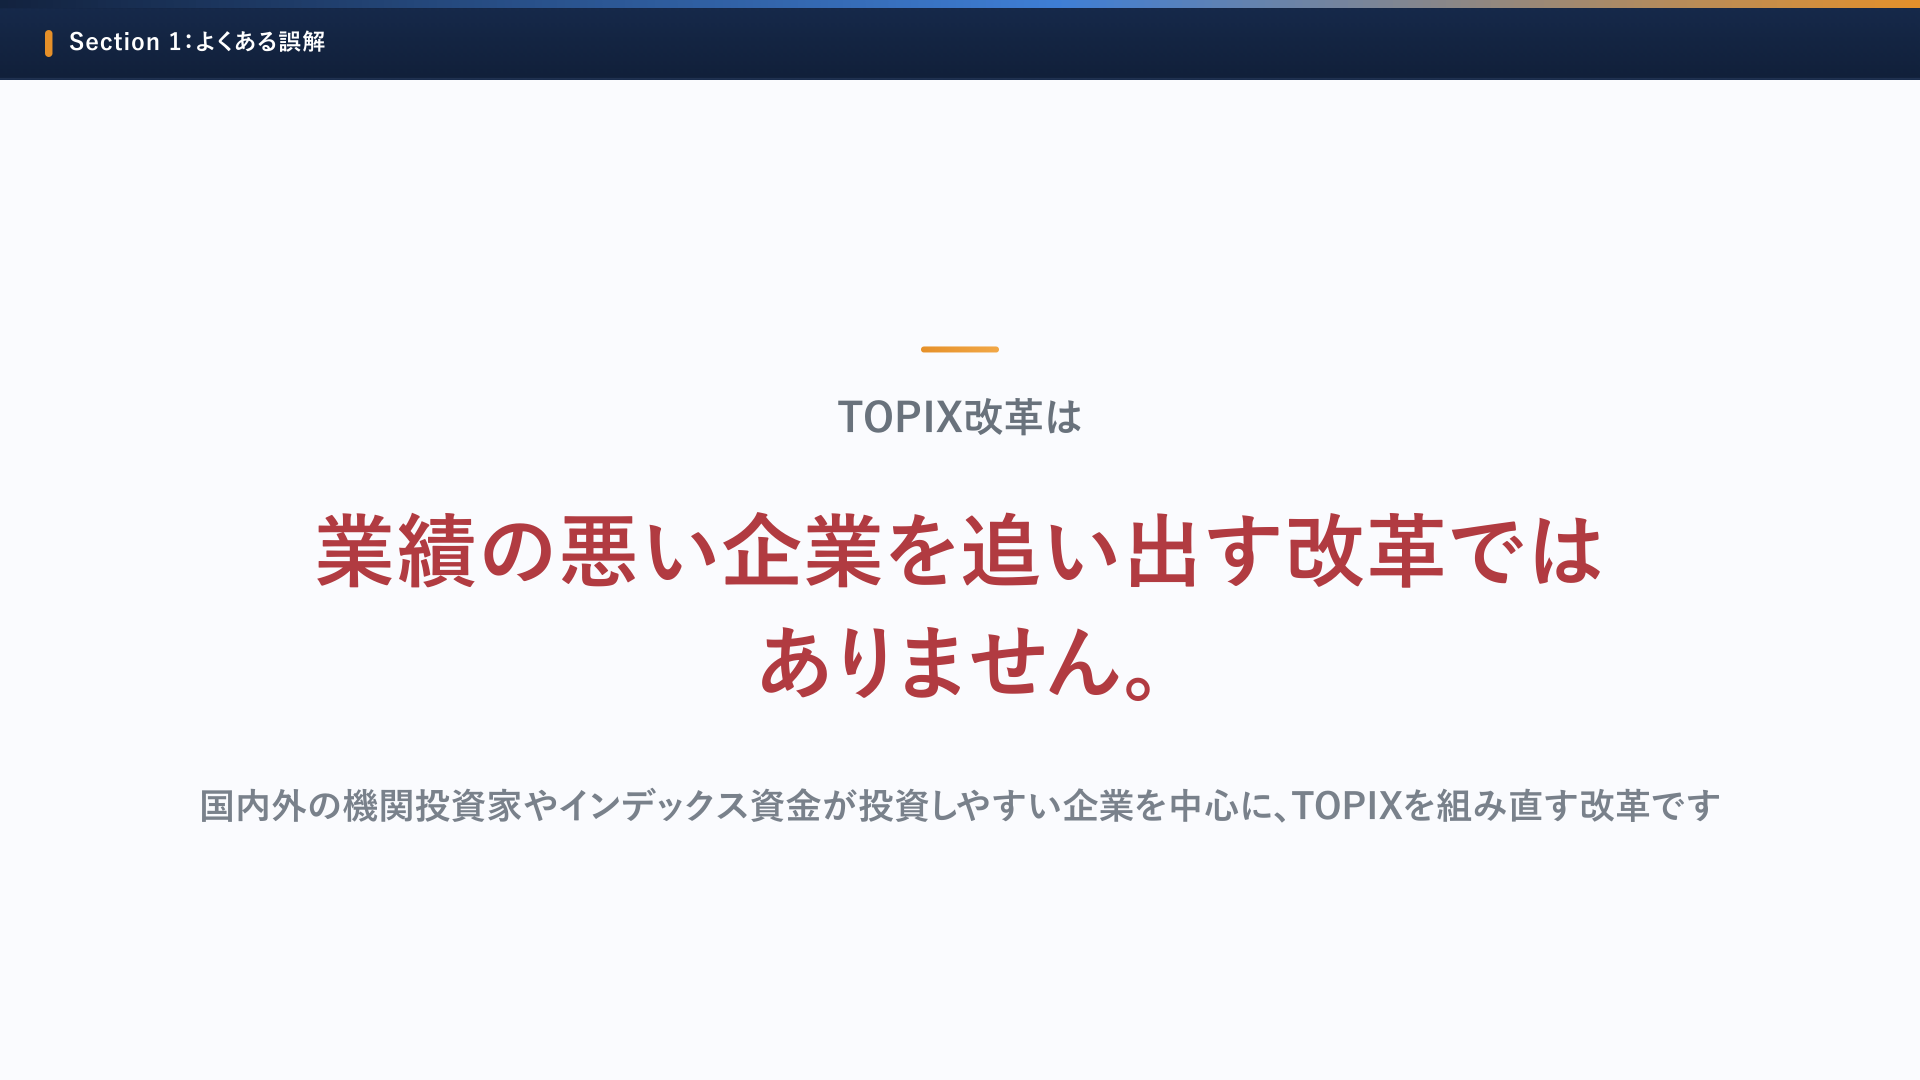 Section 1：よくある誤解
TOPIX改革は
業績の悪い企業を追い出す改革では
ありません。
国内外の機関投資家やインデックス資金が投資しやすい企業を中心に、TOPIXを組み直す改革です